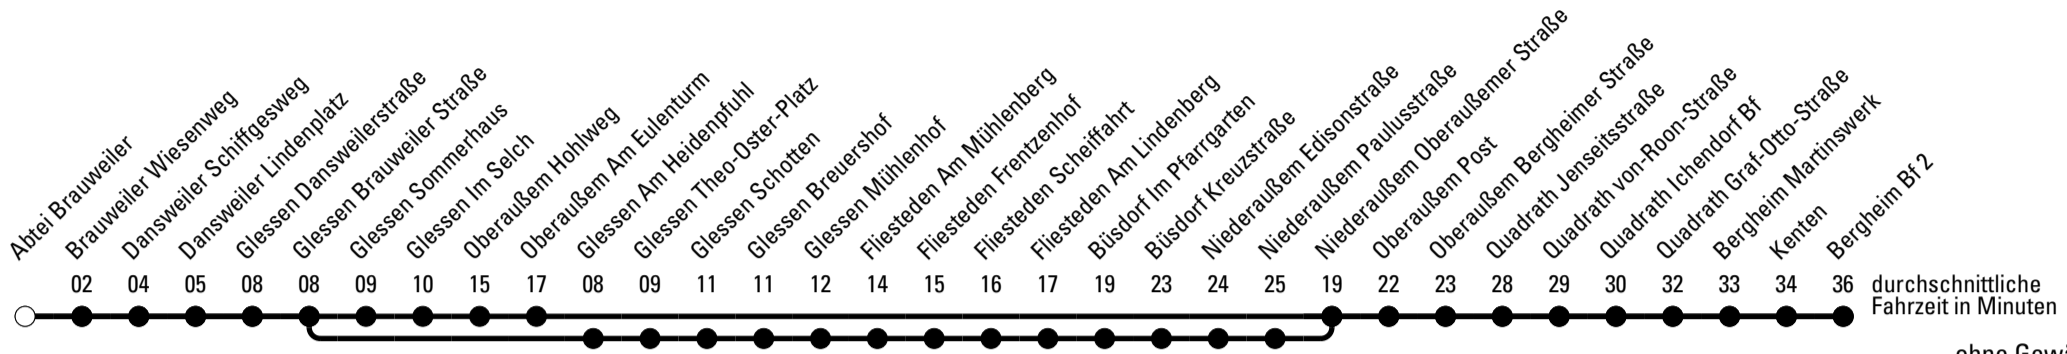 Abtei Brauweiler
Brauweiler Wiesenweg
Dansweiler Schiffgesweg
Dansweiler Lindenplatz
Glessen Dansweilerstraße
Glessen Brauweiler Straße
Glessen Sommerhaus
Glessen Im Selch
Oberaußem Hohlweg
Oberaußem Am Eulenturm
Glessen Am Heidenpfuhl
Glessen Theo-Oster-Platz
Glessen Schotten
Glessen Breuershof
Glessen Mühlenhof
Fliesteden Am Mühlenberg
Fliesteden Frentzenhof
Fliesteden Scheiffahrt
Fliesteden Am Lindenberg
Büsdorf Im Pfarrgarten
Büsdorf Kreuzstraße
Niederaußem Edisonstraße
Niederaußem Paulusstraße
Niederaußem Oberaußemer Straße
Oberaußem Post
Oberaußem Bergheimer Straße
Quadrath Jenseitsstraße
Quadrath von-Roon-Straße
Quadrath Ichendorf Bf
Quadrath Graf-Otto-Straße
Bergheim Martinswerk
Kenten
Bergheim Bf 2
02 04 05 08 08 09 10 15 17 08 09 11 11 12 14 15 16 17 19 23 24 25 19 22 23 28 29 30 32 33 34 36 durchschnittliche
Fahrzeit in Minuten
ohne